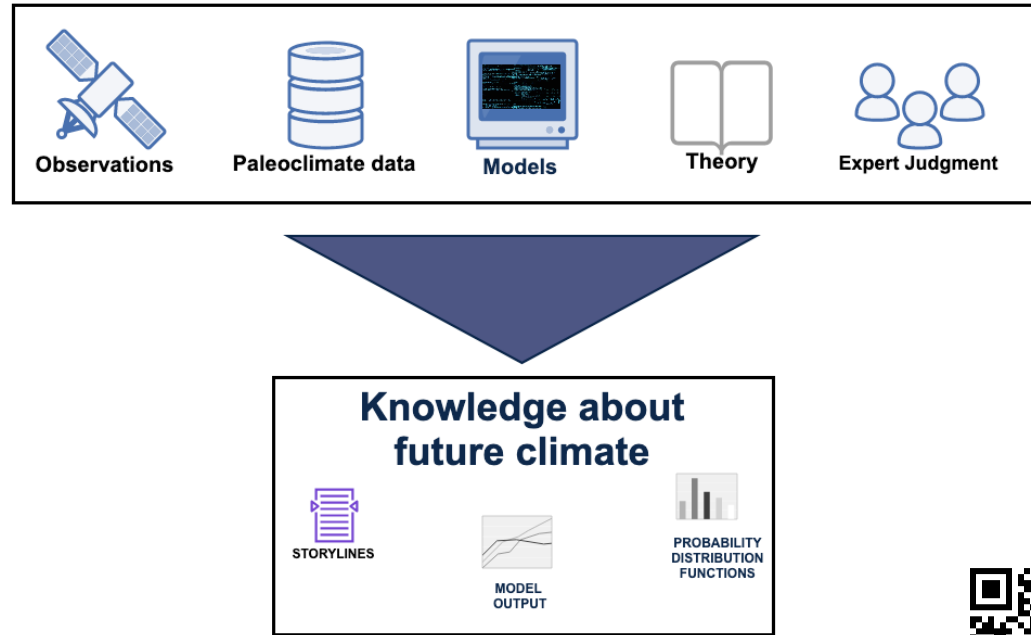 Observations
Paleoclimate data
Models
Theory
Expert Judgment
Knowledge about
future climate
STORYLINES
MODEL
OUTPUT
PROBABILITY
DISTRIBUTION
FUNCTIONS